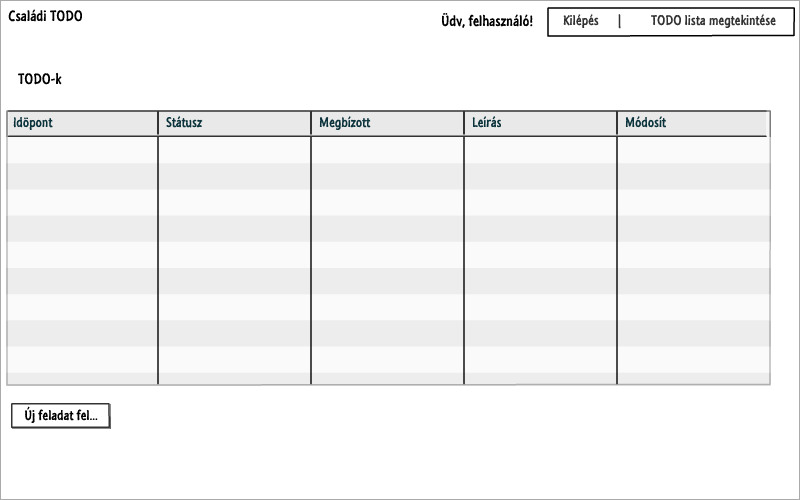 Családi TODO
Üdv, felhasználó!
Kilépés | TODO lista megtekintése
TODO-k
Időpont Státusz Megbízott Leírás Módosít
Új feladat fel...